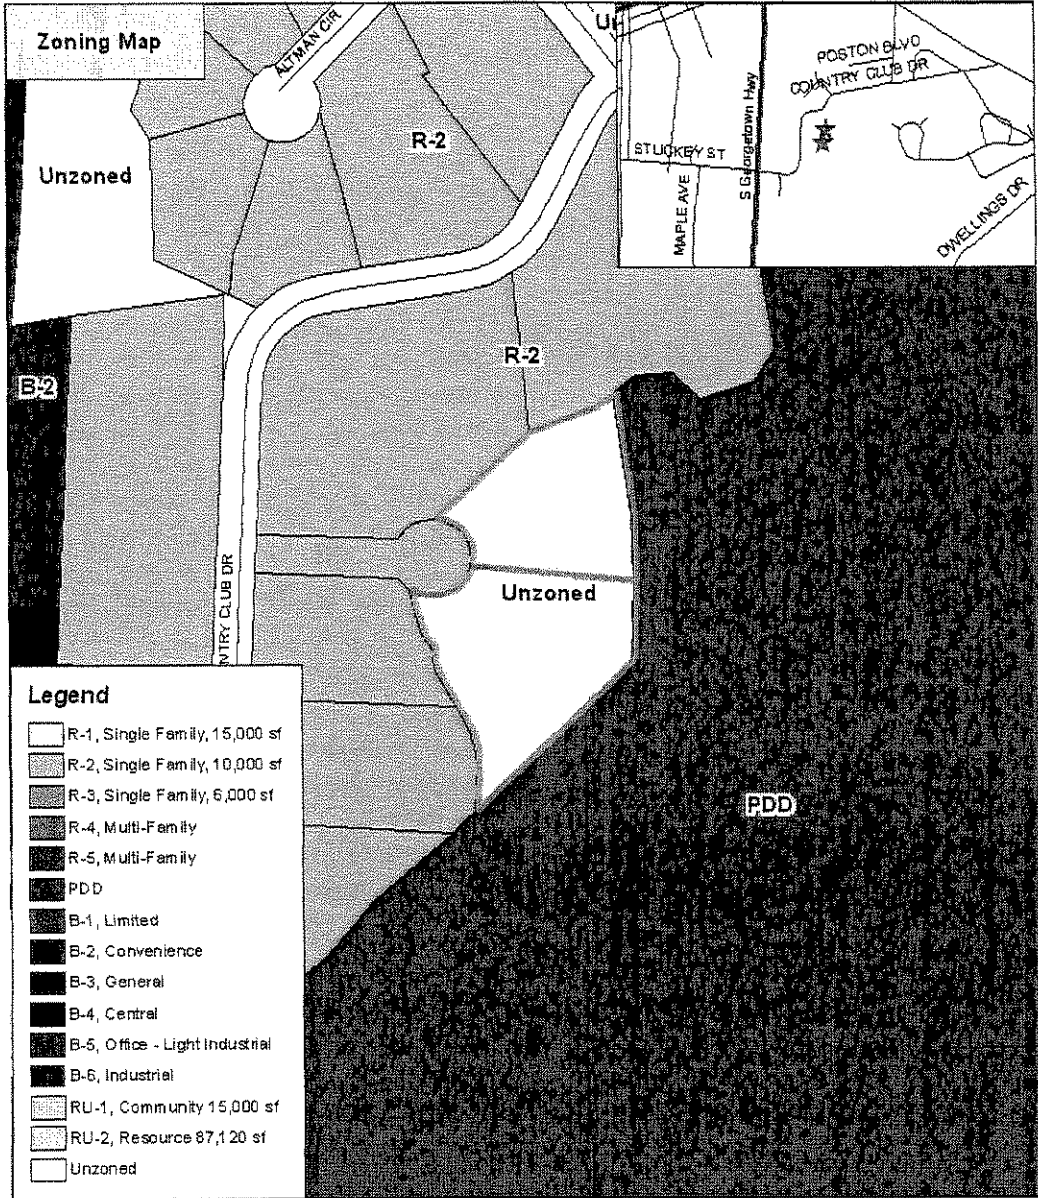 Zoning Map
ALTMAN CIR
Un
POSTON BLVD
COUNTRY CLUB DR
S Georgetown Hwy
STUCKEY ST
MAPLE AVE
DWELLINGS DR
R-2
Unzoned
R-2
B-2
NTRY CLUB DR
Unzoned
PDD
Legend
R-1, Single Family, 15,000 sf
R-2, Single Family, 10,000 sf
R-3, Single Family, 6,000 sf
R-4, Multi-Family
R-5, Multi-Family
PDD
B-1, Limited
B-2, Convenience
B-3, General
B-4, Central
B-5, Office - Light Industrial
B-6, Industrial
RU-1, Community 15,000 sf
RU-2, Resource 87,120 sf
Unzoned